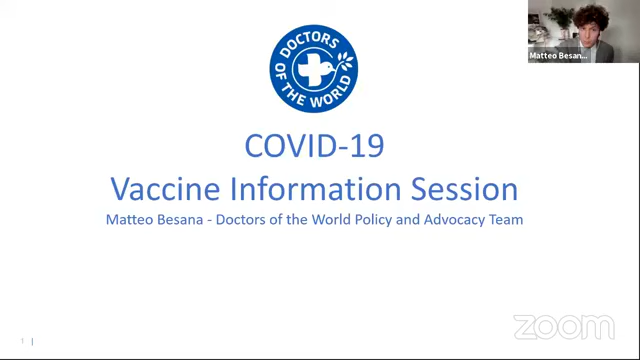 Matteo Besan...
DOCTORS
OF THE WORLD
COVID-19
Vaccine Information Session
Matteo Besana - Doctors of the World Policy and Advocacy Team
1 |
zoom